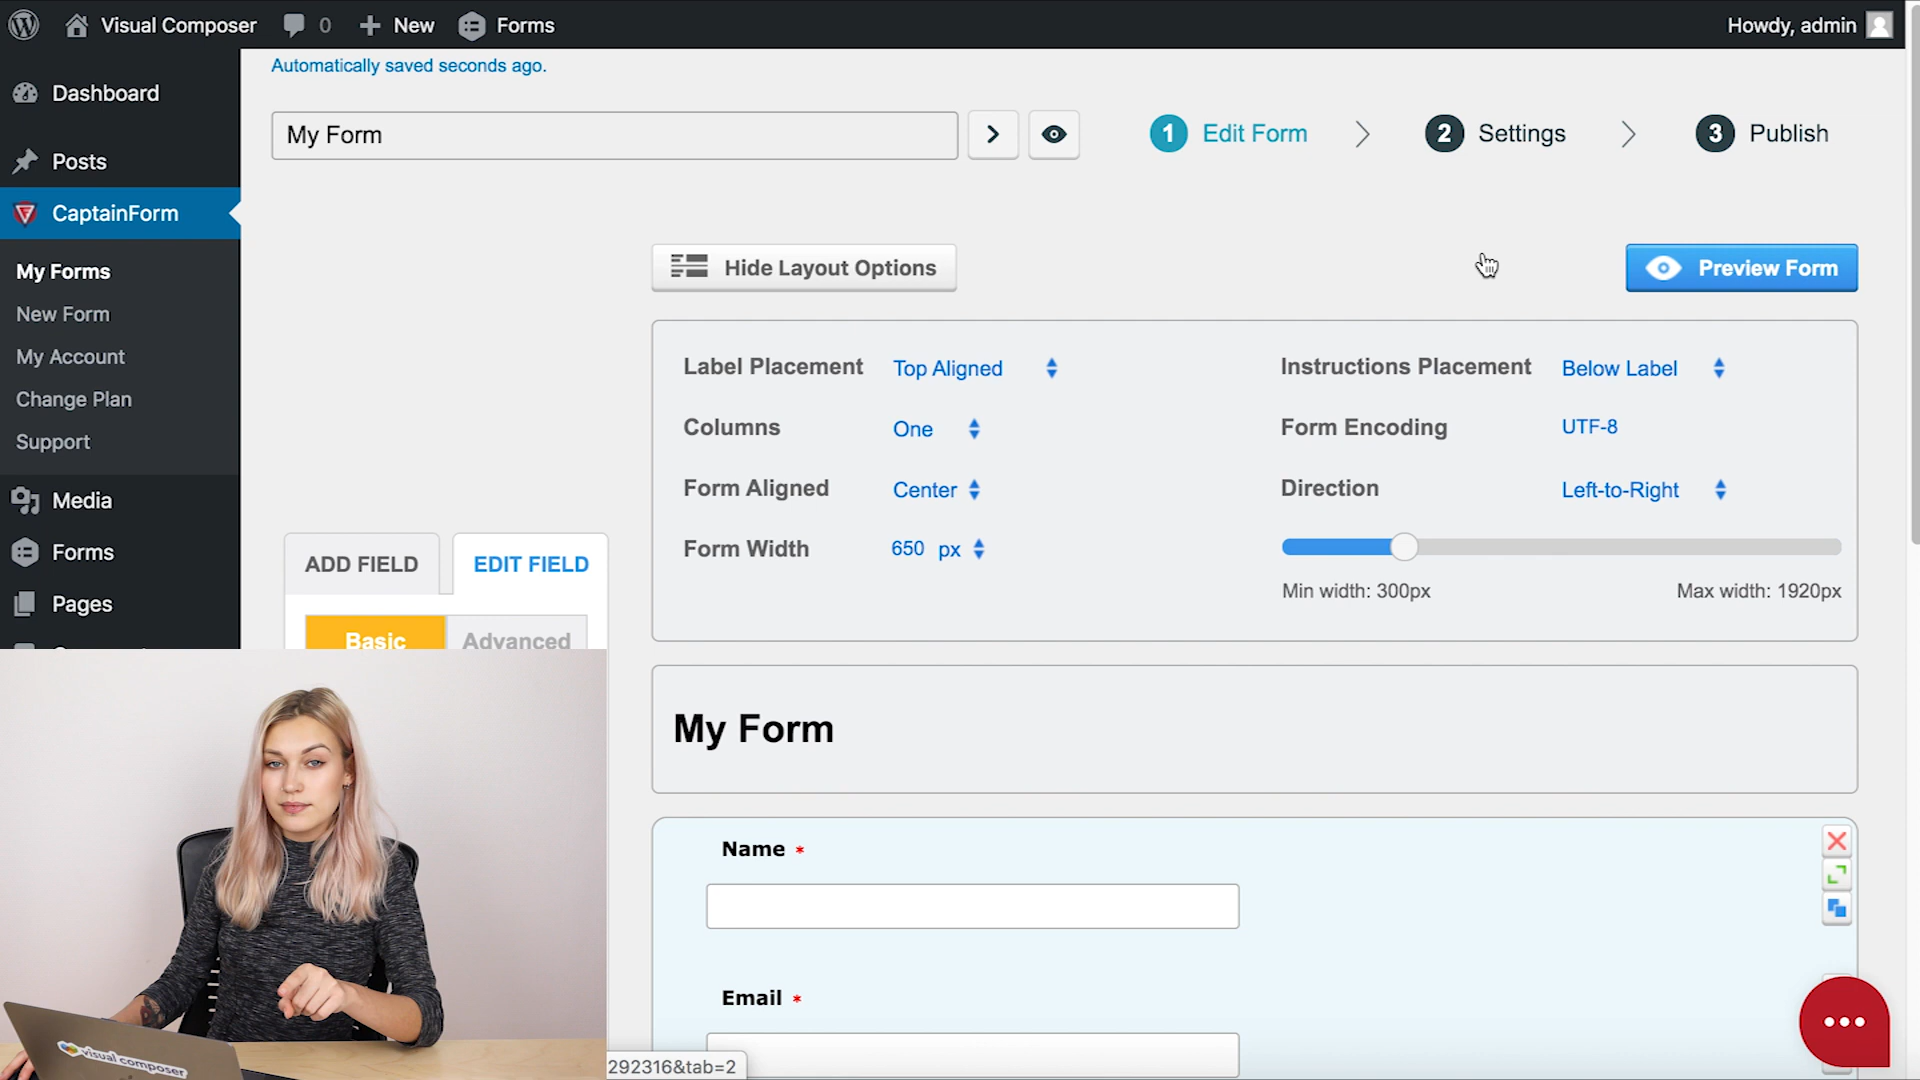 Visual Composer 0 New Forms Howdy, admin
Automatically saved seconds ago.
Dashboard
Posts
CaptainForm
My Forms
New Form
My Account
Change Plan
Support
Media
Forms
Pages
My Form
1 Edit Form 2 Settings 3 Publish
Hide Layout Options
Preview Form
Label Placement Top Aligned
Instructions Placement Below Label
Columns One
Form Encoding UTF-8
Form Aligned Center
Direction Left-to-Right
Form Width 650 px
Min width: 300px Max width: 1920px
ADD FIELD EDIT FIELD
Basic Advanced
My Form
Name *
Email *
visual composer
292316&tab=2